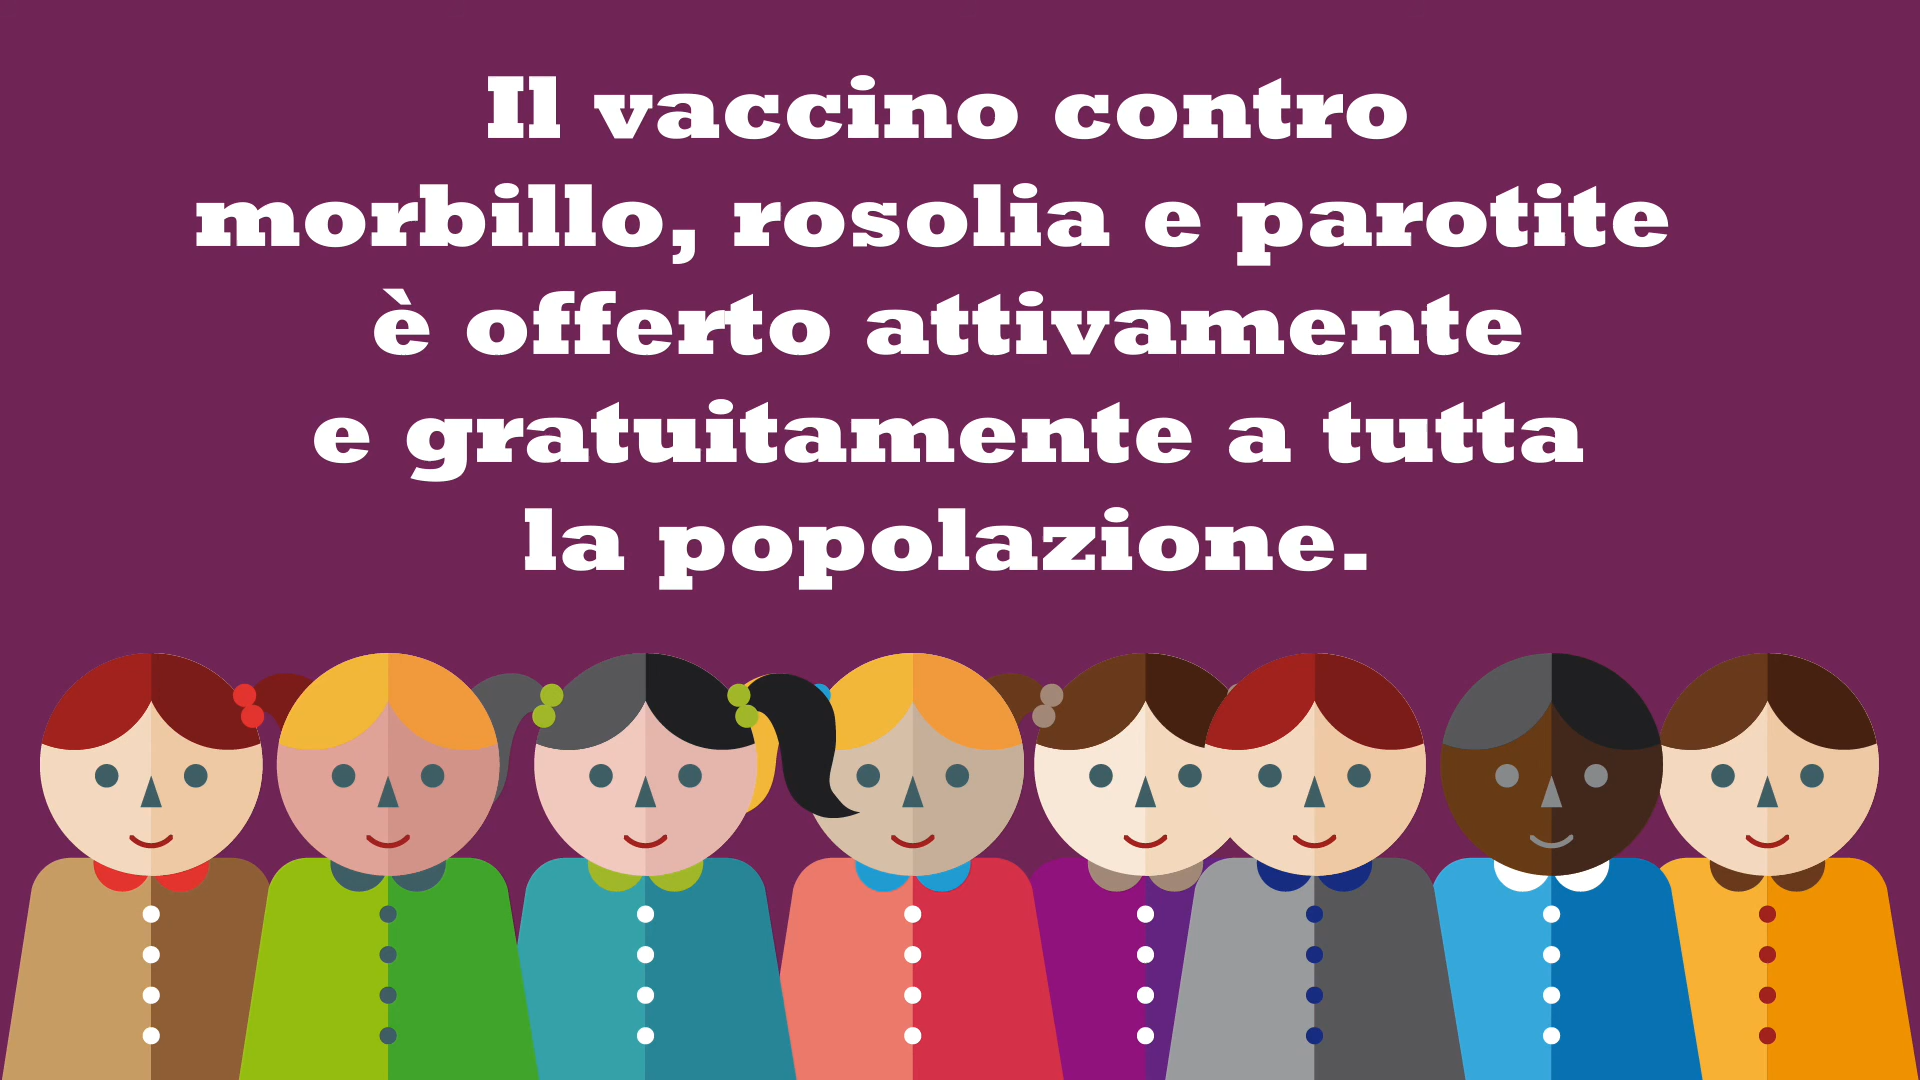 Il vaccino contro
morbillo, rosolia e parotite
è offerto attivamente
e gratuitamente a tutta
la popolazione.